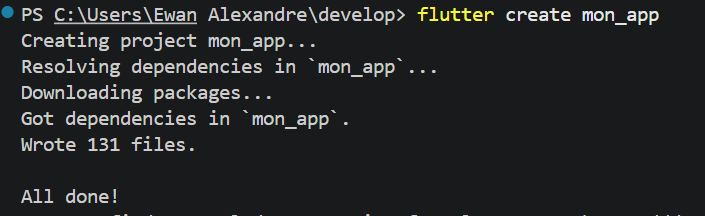 PS C:\Users\Ewan Alexandre\develop> flutter create mon_app
Creating project mon_app...
Resolving dependencies in `mon_app`...
Downloading packages...
Got dependencies in `mon_app`.
Wrote 131 files.
All done!